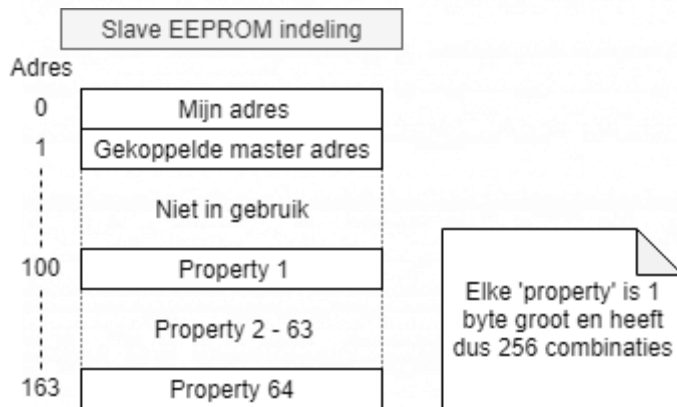 Slave EEPROM indeling
Adres
0
Mijn adres
1
Gekoppelde master adres
Niet in gebruik
100
Property 1
Property 2 - 63
163
Property 64
Elke 'property' is 1
byte groot en heeft
dus 256 combinaties